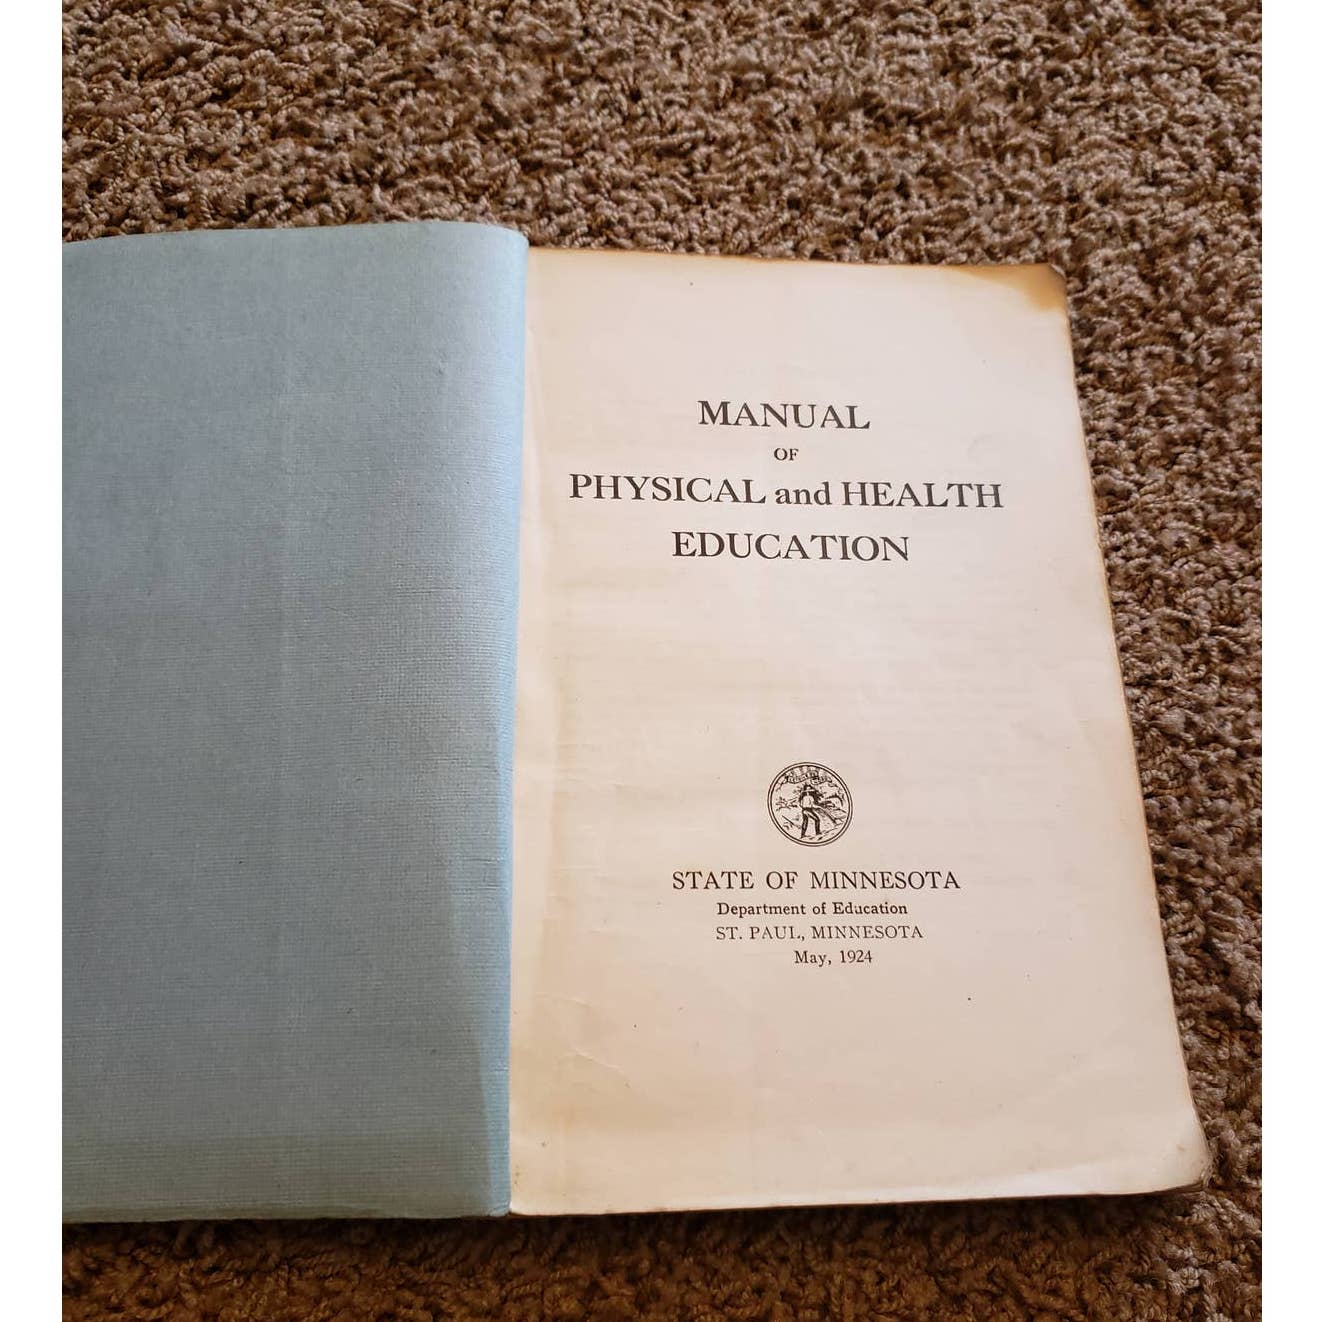 MANUAL
OF
PHYSICAL and HEALTH
EDUCATION
STATE OF MINNESOTA
Department of Education
ST. PAUL, MINNESOTA
May, 1924